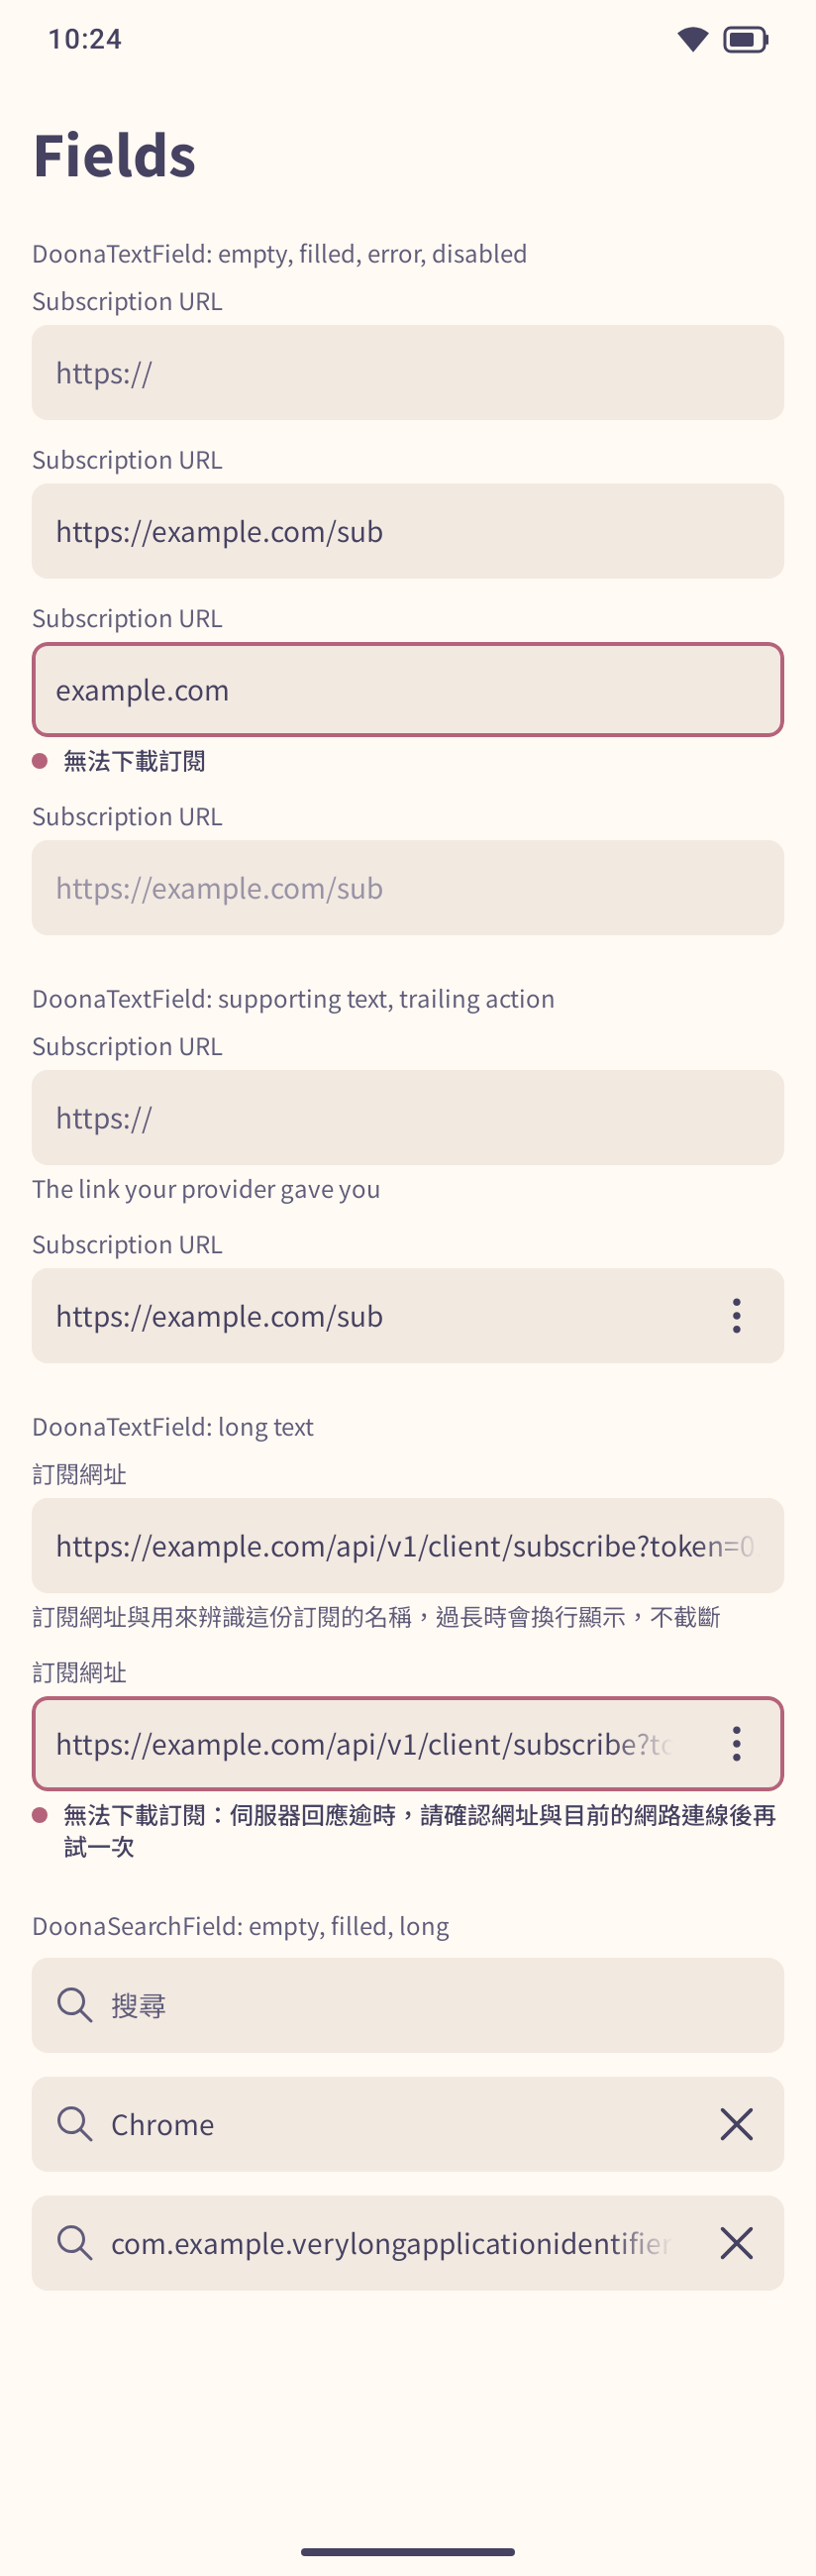 10:24
Fields
DoonaTextField: empty, filled, error, disabled
Subscription URL
https://
Subscription URL
https://example.com/sub
Subscription URL
example.com
無法下載訂閱
Subscription URL
https://example.com/sub
DoonaTextField: supporting text, trailing action
Subscription URL
https://
The link your provider gave you
Subscription URL
https://example.com/sub
DoonaTextField: long text
訂閱網址
https://example.com/api/v1/client/subscribe?token=0
訂閱網址與用來辨識這份訂閱的名稱，過長時會換行顯示，不截斷
訂閱網址
https://example.com/api/v1/client/subscribe?to
無法下載訂閱：伺服器回應逾時，請確認網址與目前的網路連線後再
試一次
DoonaSearchField: empty, filled, long
搜尋
Chrome
com.example.verylongapplicationidentifier